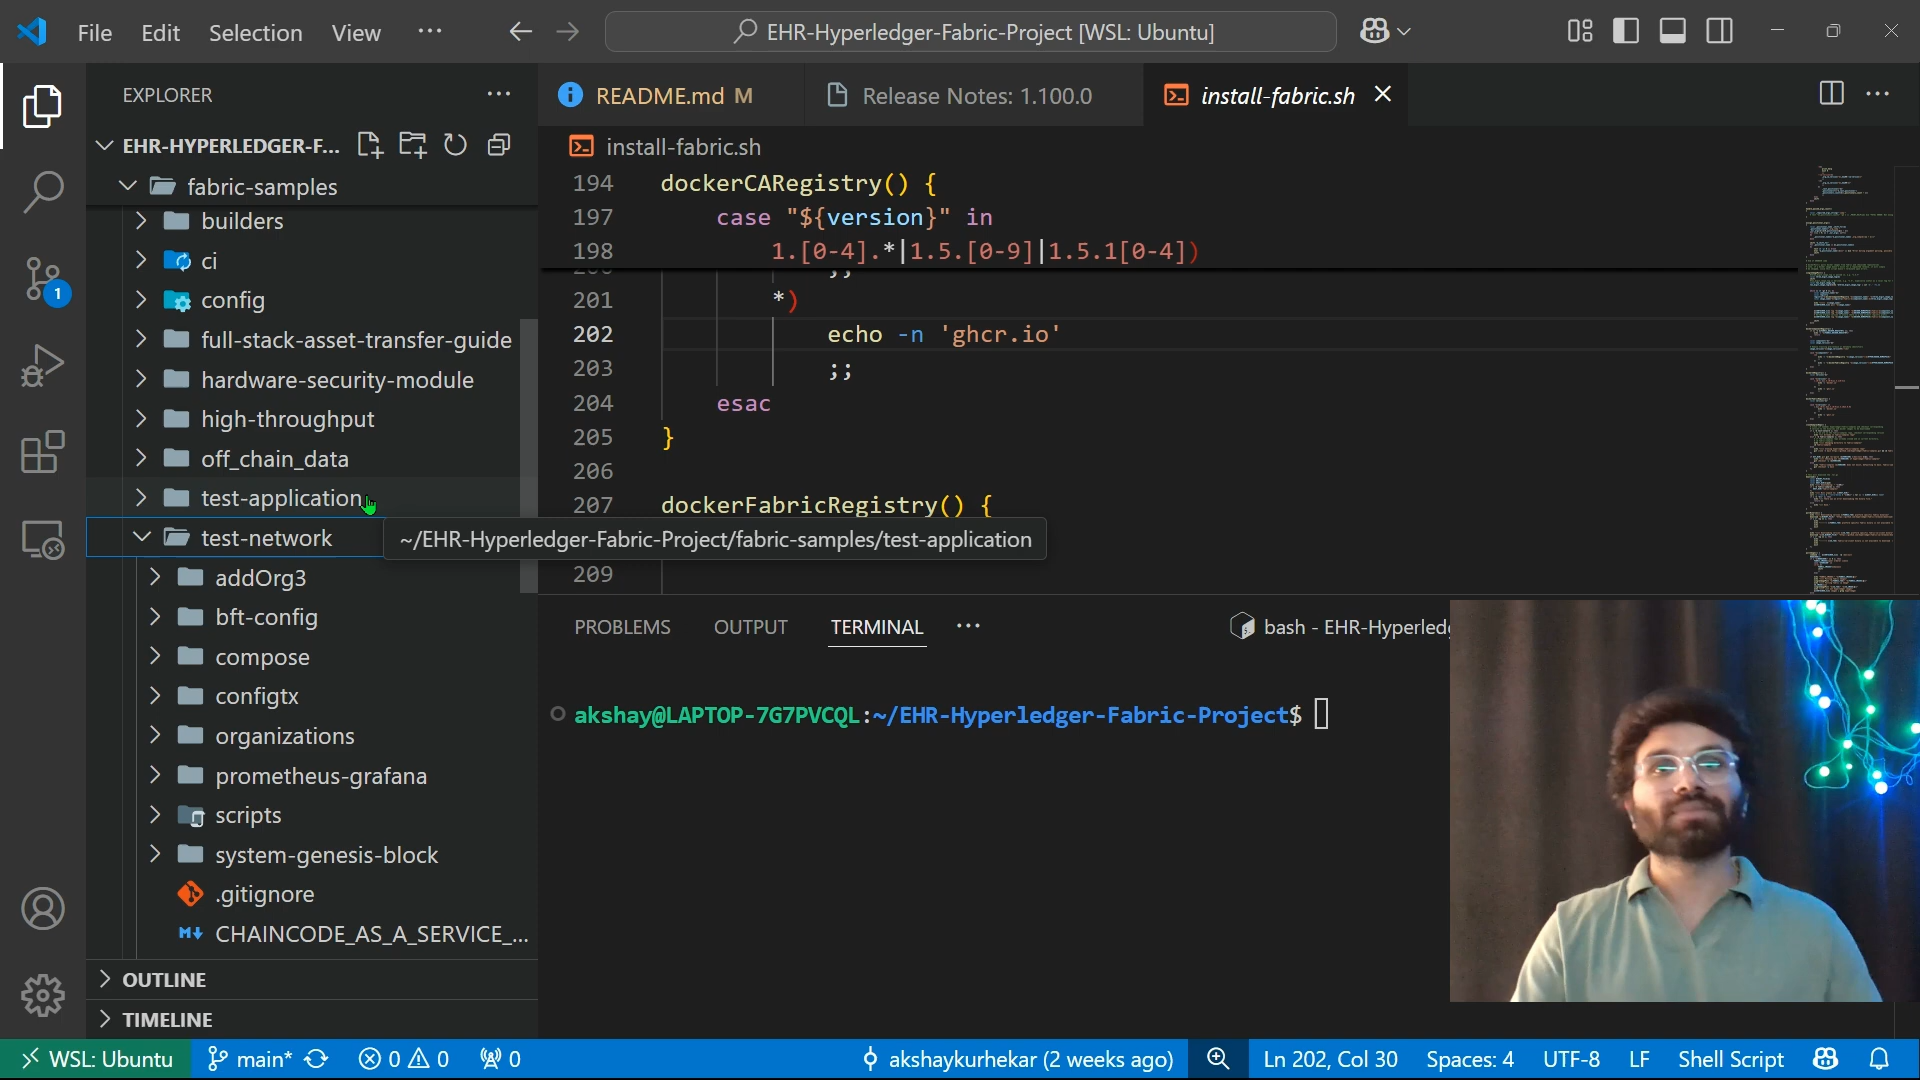 File Edit Selection View ...
EHR-Hyperledger-Fabric-Project [WSL: Ubuntu]
EXPLORER
EHR-HYPERLEDGER-F...
fabric-samples
builders
ci
config
full-stack-asset-transfer-guide
hardware-security-module
high-throughput
off_chain_data
test-application
test-network
addOrg3
bft-config
compose
configtx
organizations
prometheus-grafana
scripts
system-genesis-block
.gitignore
CHAINCODE_AS_A_SERVICE_...
OUTLINE
TIMELINE
1
README.md M
Release Notes: 1.100.0
install-fabric.sh
install-fabric.sh
194 dockerCARegistry() {
197 case "${version}" in
198 1.[0-4].*|1.5.[0-9]|1.5.1[0-4])
201 *)
202 echo -n 'ghcr.io'
203 ;;
204 esac
205 }
206
207 dockerFabricRegistry() {
~/EHR-Hyperledger-Fabric-Project/fabric-samples/test-application
209
PROBLEMS OUTPUT TERMINAL ...
bash - EHR-Hyperled
akshay@LAPTOP-7G7PVCQL:~/EHR-Hyperledger-Fabric-Project$
WSL: Ubuntu main* 0 0 0 akshaykurhekar (2 weeks ago) Ln 202, Col 30 Spaces: 4 UTF-8 LF Shell Script